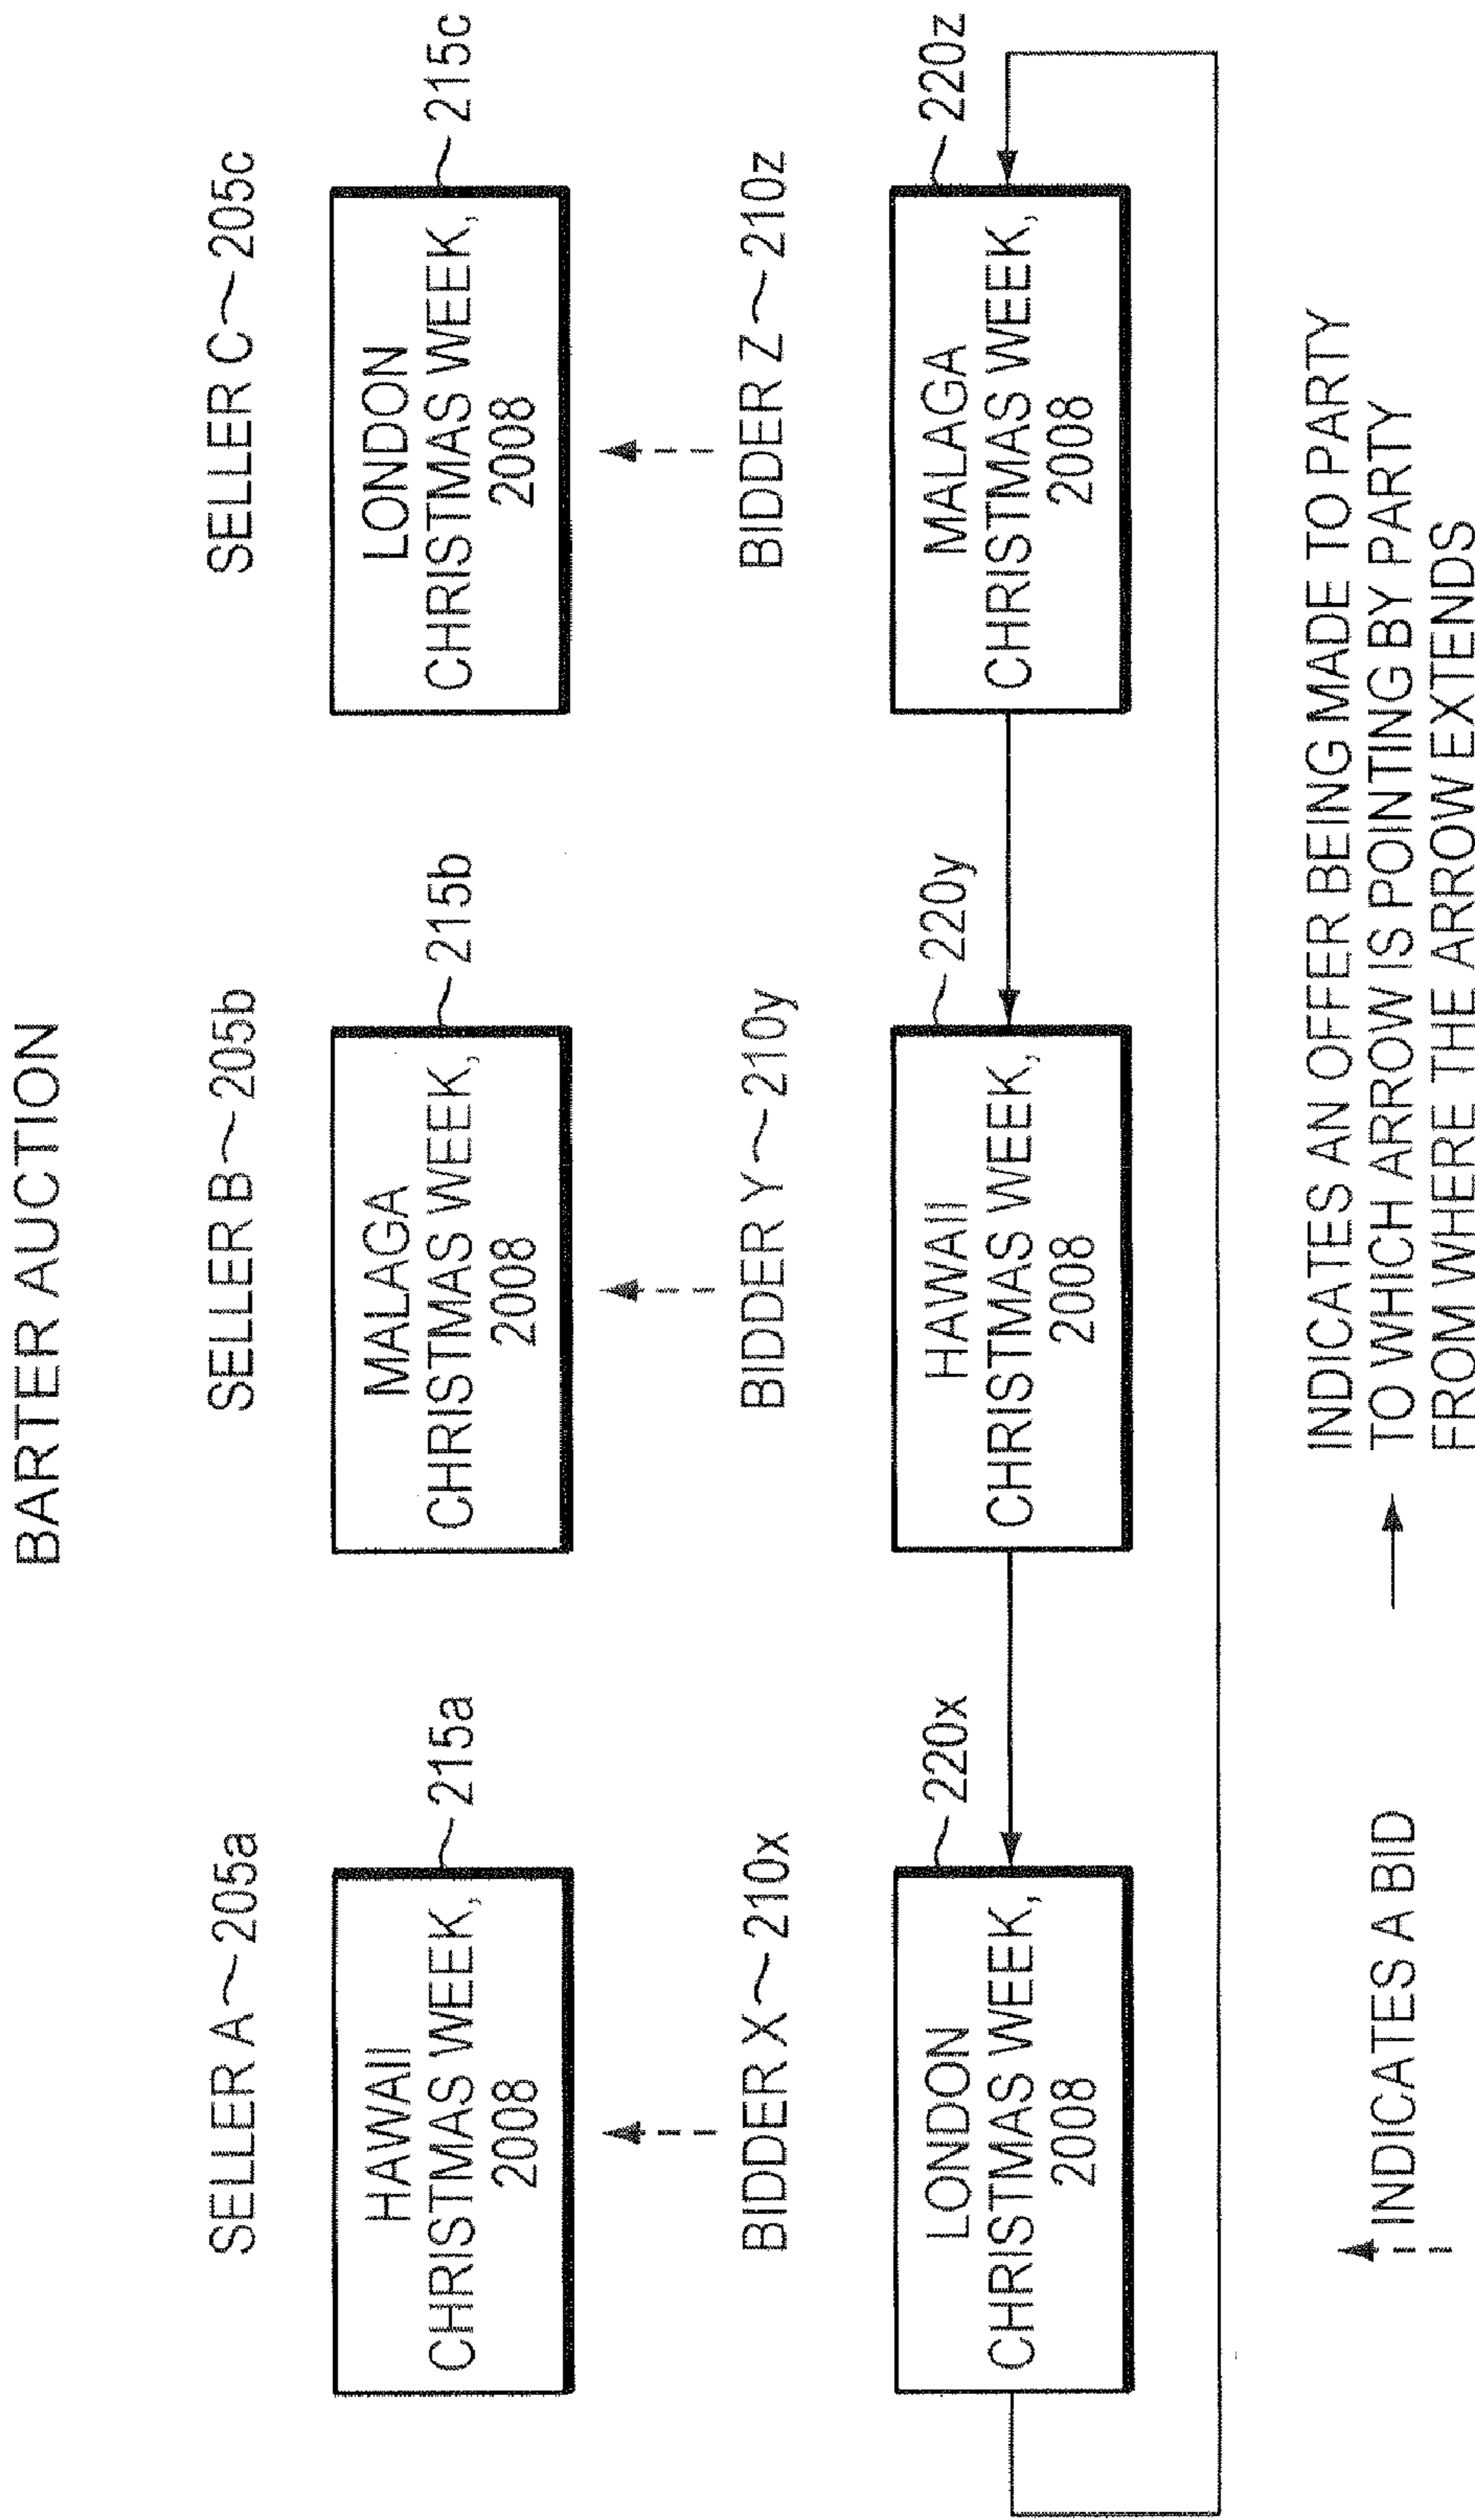 BARTER AUCTION
SELLER A 205a
SELLER B 205b
SELLER C 205c
HAWAII
CHRISTMAS WEEK,
2008
215a
MALAGA
CHRISTMAS WEEK,
2008
215b
LONDON
CHRISTMAS WEEK,
2008
215c
BIDDER X 210x
BIDDER Y 210y
BIDDER Z 210z
LONDON
CHRISTMAS WEEK,
2008
220x
HAWAII
CHRISTMAS WEEK,
2008
220y
MALAGA
CHRISTMAS WEEK,
2008
220z
INDICATES A BID
INDICATES AN OFFER BEING MADE TO PARTY
TO WHICH ARROW IS POINTING BY PARTY
FROM WHERE THE ARROW EXTENDS